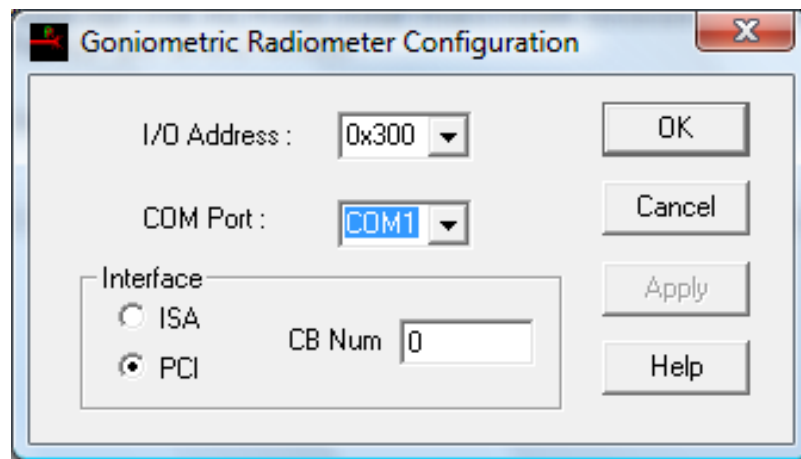 Goniometric Radiometer Configuration
I/O Address : 0x300 OK
COM Port : COM1 Cancel
Interface Apply
ISA
CB Num 0
PCI Help